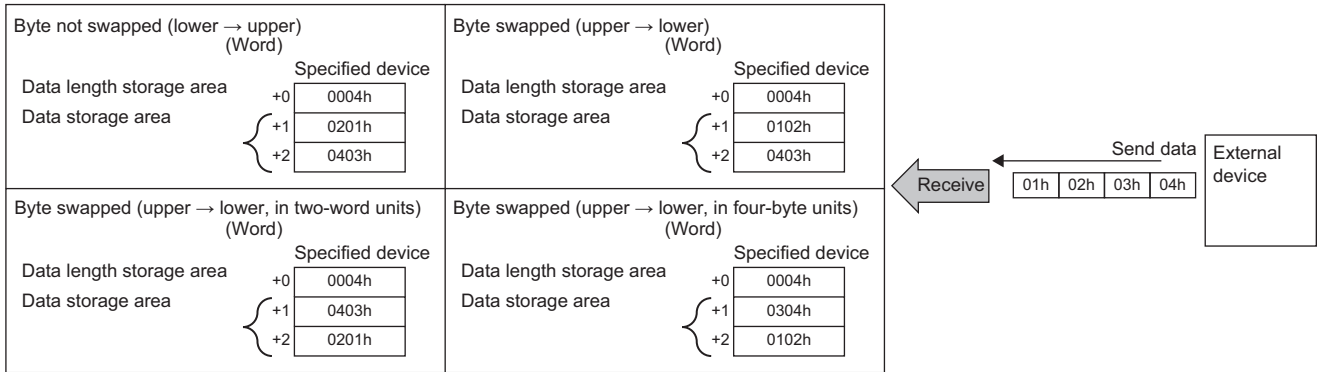 Byte not swapped (lower → upper)
(Word)
Specified device
Data length storage area
+0 0004h
Data storage area
+1 0201h
+2 0403h
Byte swapped (upper → lower)
(Word)
Specified device
Data length storage area
+0 0004h
Data storage area
+1 0102h
+2 0403h
Byte swapped (upper → lower, in two-word units)
(Word)
Specified device
Data length storage area
+0 0004h
Data storage area
+1 0403h
+2 0201h
Byte swapped (upper → lower, in four-byte units)
(Word)
Specified device
Data length storage area
+0 0004h
Data storage area
+1 0304h
+2 0102h
Receive
Send data
01h 02h 03h 04h
External
device